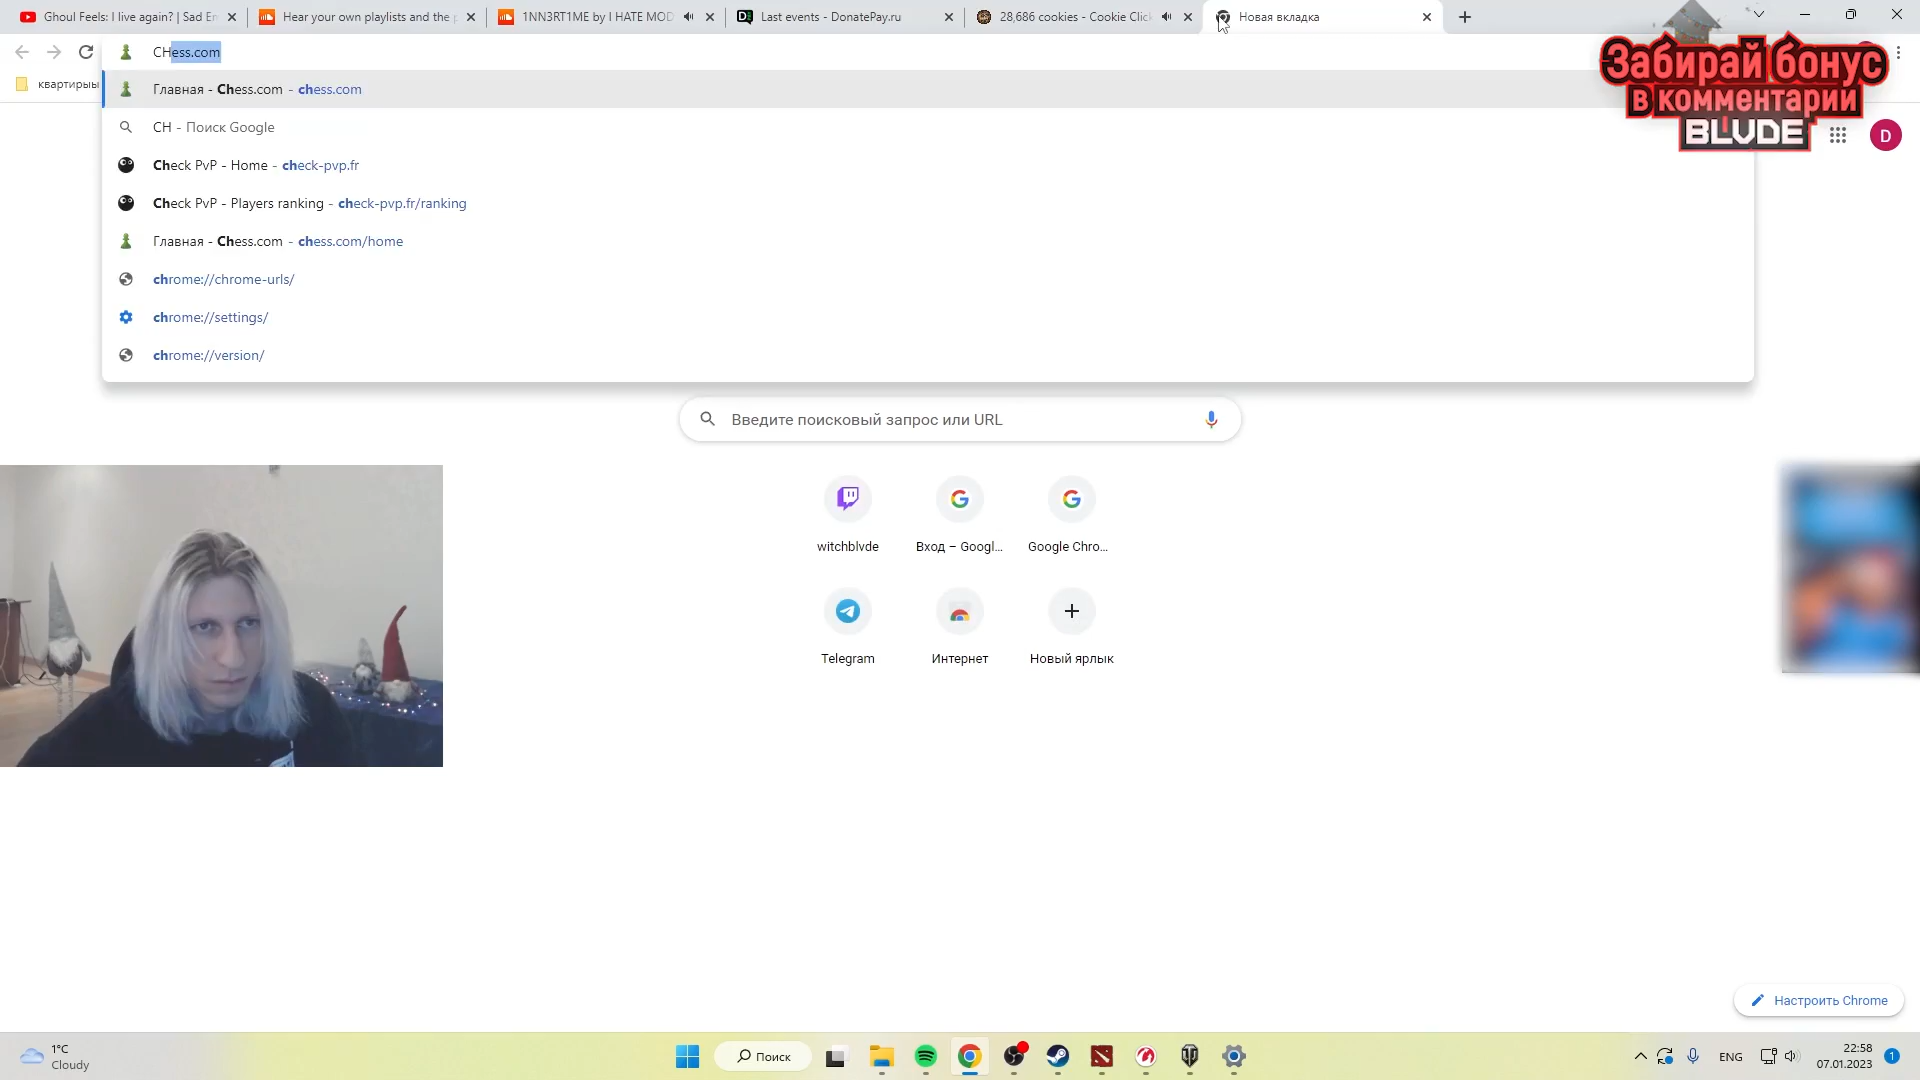 Ghoul Feels: I live again? | Sad Em
Hear your own playlists and the p
1NN3RT1ME by I HATE MOD
Last events - DonatePay.ru
28,686 cookies - Cookie Click
Новая вкладка
CHess.com
квартирыы
Главная - Chess.com - chess.com
CH - Поиск Google
Check PvP - Home - check-pvp.fr
Check PvP - Players ranking - check-pvp.fr/ranking
Главная - Chess.com - chess.com/home
chrome://chrome-urls/
chrome://settings/
chrome://version/
Забирай бонус
в комментарии
BLVDE
D
Введите поисковый запрос или URL
witchblvde
Вход – Googl...
Google Chro...
Telegram
Интернет
Новый ярлык
Настроить Chrome
1°C
Cloudy
Поиск
ENG
22:58
07.01.2023
1